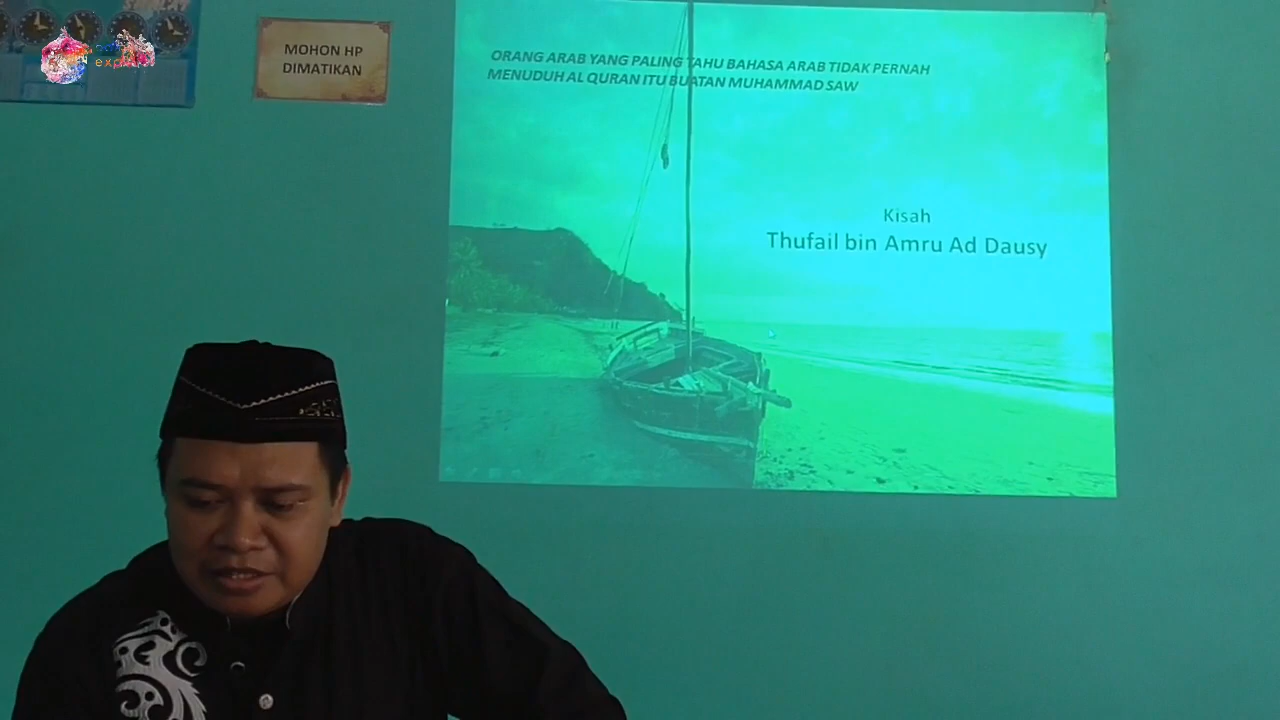 MOHON HP
DIMATIKAN
ORANG ARAB YANG PALING TAHU BAHASA ARAB TIDAK PERNAH
MENUDUH AL QURAN ITU BUATAN MUHAMMAD SAW
Kisah
Thufail bin Amru Ad Dausy